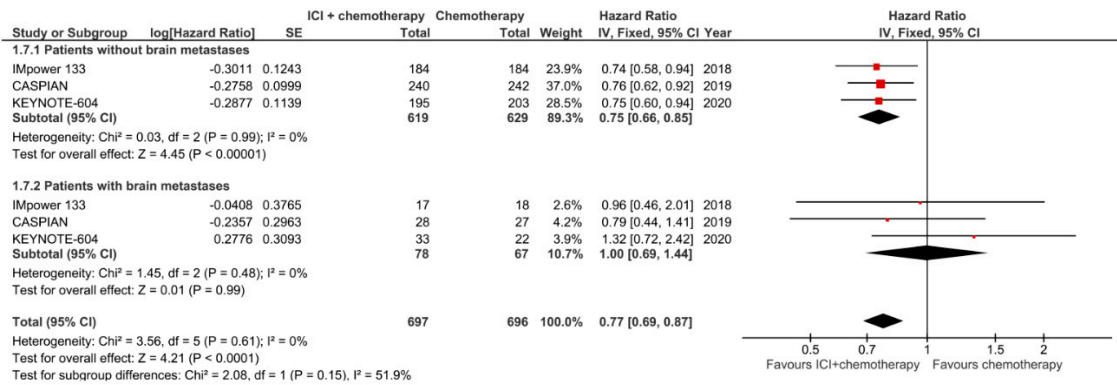 ICI + chemotherapy Chemotherapy Hazard Ratio Hazard Ratio
Study or Subgroup log[Hazard Ratio] SE Total Total Weight IV, Fixed, 95% CI Year IV, Fixed, 95% CI
1.7.1 Patients without brain metastases
IMpower 133 -0.3011 0.1243 184 184 23.9% 0.74 [0.58, 0.94] 2018
CASPIAN -0.2758 0.0999 240 242 37.0% 0.76 [0.62, 0.92] 2019
KEYNOTE-604 -0.2877 0.1139 195 203 28.5% 0.75 [0.60, 0.94] 2020
Subtotal (95% CI) 619 629 89.3% 0.75 [0.66, 0.85]
Heterogeneity: Chi² = 0.03, df = 2 (P = 0.99); I² = 0%
Test for overall effect: Z = 4.45 (P < 0.00001)
1.7.2 Patients with brain metastases
IMpower 133 -0.0408 0.3765 17 18 2.6% 0.96 [0.46, 2.01] 2018
CASPIAN -0.2357 0.2963 28 27 4.2% 0.79 [0.44, 1.41] 2019
KEYNOTE-604 0.2776 0.3093 33 22 3.9% 1.32 [0.72, 2.42] 2020
Subtotal (95% CI) 78 67 10.7% 1.00 [0.69, 1.44]
Heterogeneity: Chi² = 1.45, df = 2 (P = 0.48); I² = 0%
Test for overall effect: Z = 0.01 (P = 0.99)
Total (95% CI) 697 696 100.0% 0.77 [0.69, 0.87]
Heterogeneity: Chi² = 3.56, df = 5 (P = 0.61); I² = 0%
Test for overall effect: Z = 4.21 (P < 0.0001)
Test for subgroup differences: Chi² = 2.08, df = 1 (P = 0.15), I² = 51.9%
0.5 0.7 1 1.5 2
Favours ICI+chemotherapy Favours chemotherapy